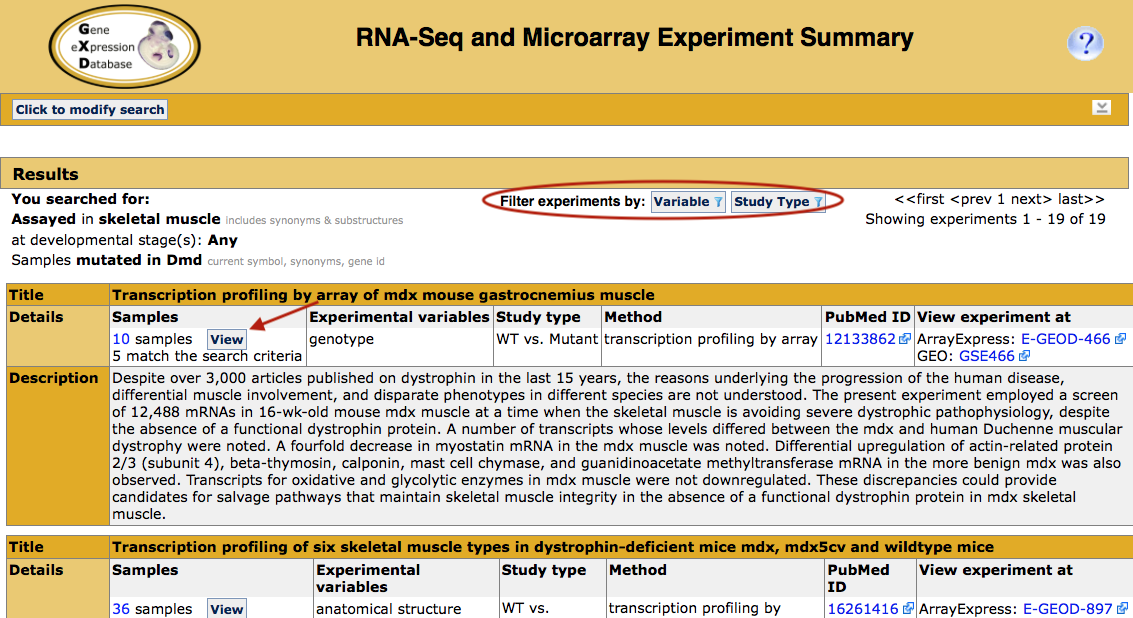 Gene
eXpression
Database
RNA-Seq and Microarray Experiment Summary
?
Click to modify search
Results
You searched for:
Assayed in skeletal muscle includes synonyms & substructures
at developmental stage(s): Any
Samples mutated in Dmd current symbol, synonyms, gene id
Filter experiments by: Variable Study Type
<<first <prev 1 next> last>>
Showing experiments 1 - 19 of 19
Title Transcription profiling by array of mdx mouse gastrocnemius muscle
Details Samples Experimental variables Study type Method PubMed ID View experiment at
10 samples View genotype WT vs. Mutant transcription profiling by array 12133862 ArrayExpress: E-GEOD-466
5 match the search criteria GEO: GSE466
Description Despite over 3,000 articles published on dystrophin in the last 15 years, the reasons underlying the progression of the human disease,
differential muscle involvement, and disparate phenotypes in different species are not understood. The present experiment employed a screen
of 12,488 mRNAs in 16-wk-old mouse mdx muscle at a time when the skeletal muscle is avoiding severe dystrophic pathophysiology, despite
the absence of a functional dystrophin protein. A number of transcripts whose levels differed between the mdx and human Duchenne muscular
dystrophy were noted. A fourfold decrease in myostatin mRNA in the mdx muscle was noted. Differential upregulation of actin-related protein
2/3 (subunit 4), beta-thymosin, calponin, mast cell chymase, and guanidinoacetate methyltransferase mRNA in the more benign mdx was also
observed. Transcripts for oxidative and glycolytic enzymes in mdx muscle were not downregulated. These discrepancies could provide
candidates for salvage pathways that maintain skeletal muscle integrity in the absence of a functional dystrophin protein in mdx skeletal
muscle.
Title Transcription profiling of six skeletal muscle types in dystrophin-deficient mice mdx, mdx5cv and wildtype mice
Details Samples Experimental variables Study type Method PubMed ID View experiment at
36 samples View anatomical structure WT vs. transcription profiling by 16261416 ArrayExpress: E-GEOD-897